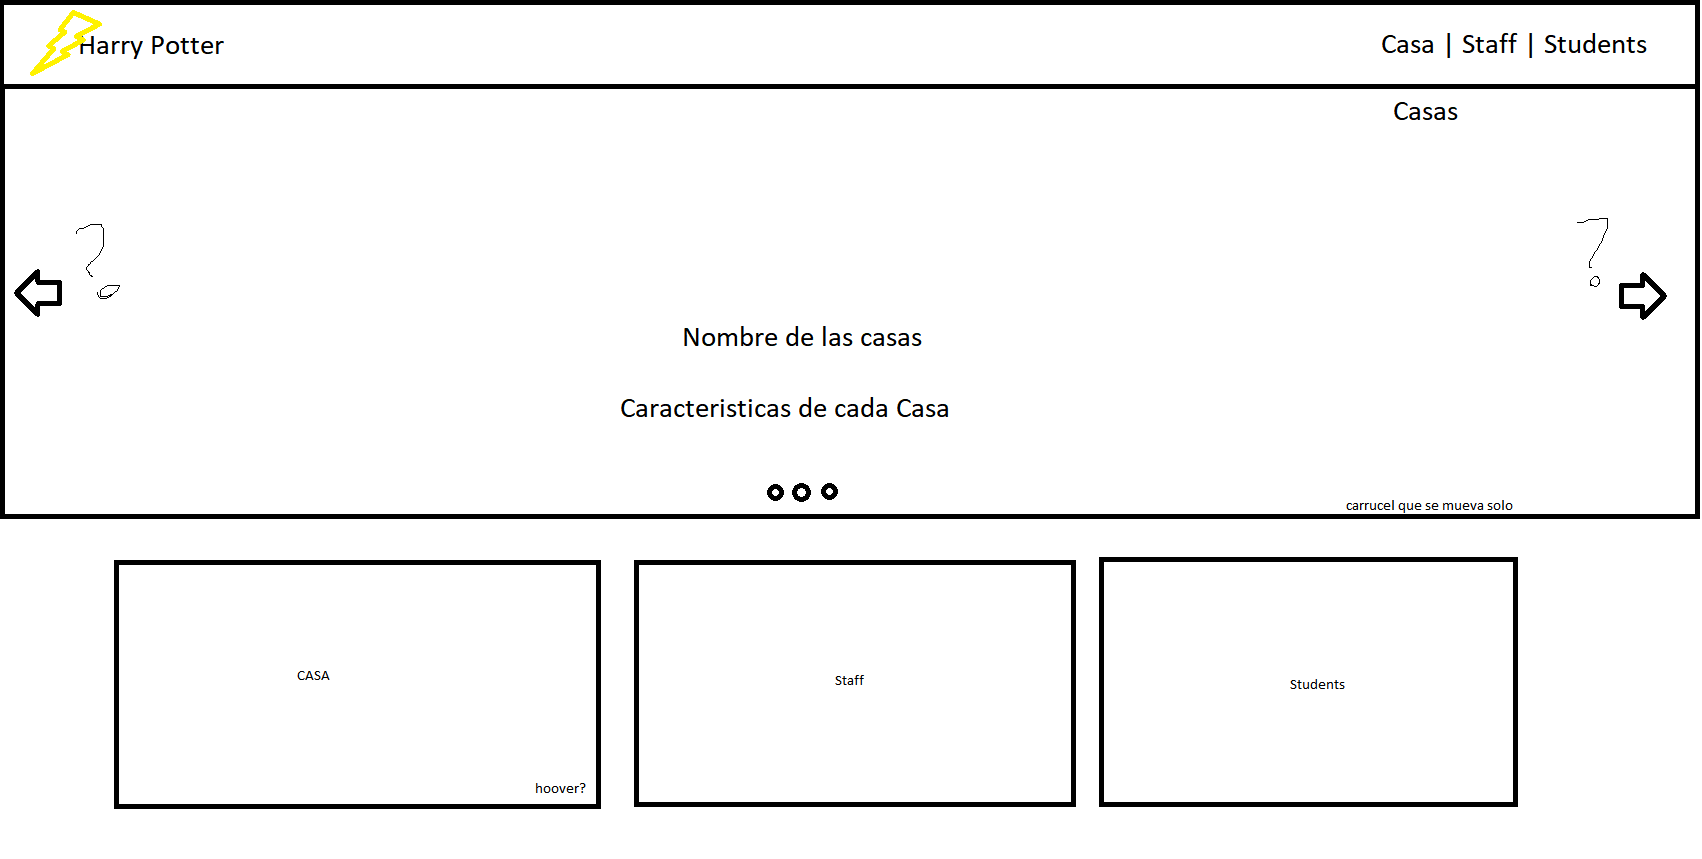 Harry Potter
Casa | Staff | Students
Casas
?
?
Nombre de las casas
Caracteristicas de cada Casa
carrucel que se mueva solo
CASA
Staff
Students
hoover?